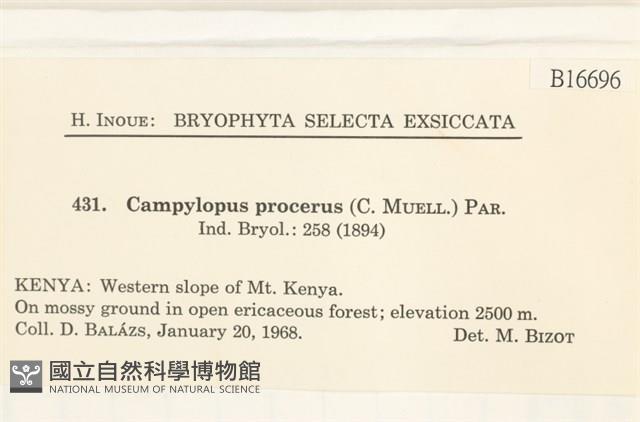 B16696
H. INOUE: BRYOPHYTA SELECTA EXSICCATA
431. Campylopus procerus (C. MUELL.) PAR.
Ind. Bryol.: 258 (1894)
KENYA: Western slope of Mt. Kenya.
On mossy ground in open ericaceous forest; elevation 2500 m.
Coll. D. BALÁZS, January 20, 1968. Det. M. BIZOT
國立自然科學博物館
NATIONAL MUSEUM OF NATURAL SCIENCE